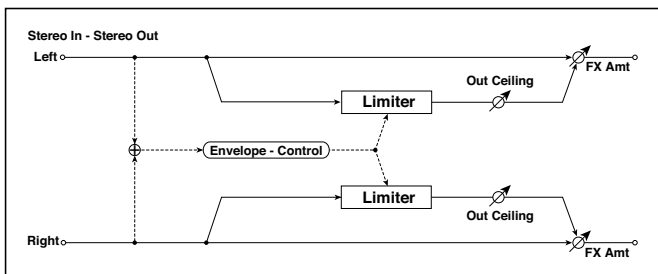 Stereo In - Stereo Out
Left
FX Amt
Out Ceiling
Limiter
Envelope - Control
Limiter
Out Ceiling
Right
FX Amt